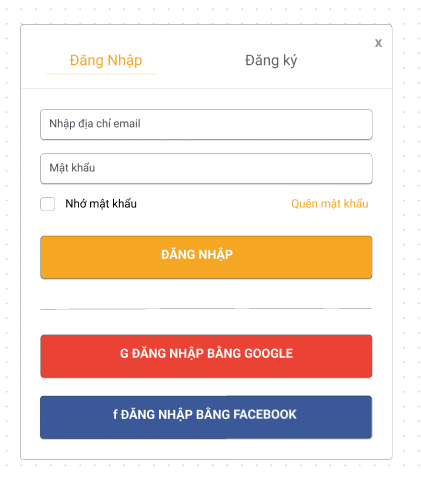 x
Đăng Nhập Đăng ký
Nhập địa chỉ email
Mật khẩu
Nhớ mật khẩu Quên mật khẩu
ĐĂNG NHẬP
G ĐĂNG NHẬP BẰNG GOOGLE
f ĐĂNG NHẬP BẰNG FACEBOOK